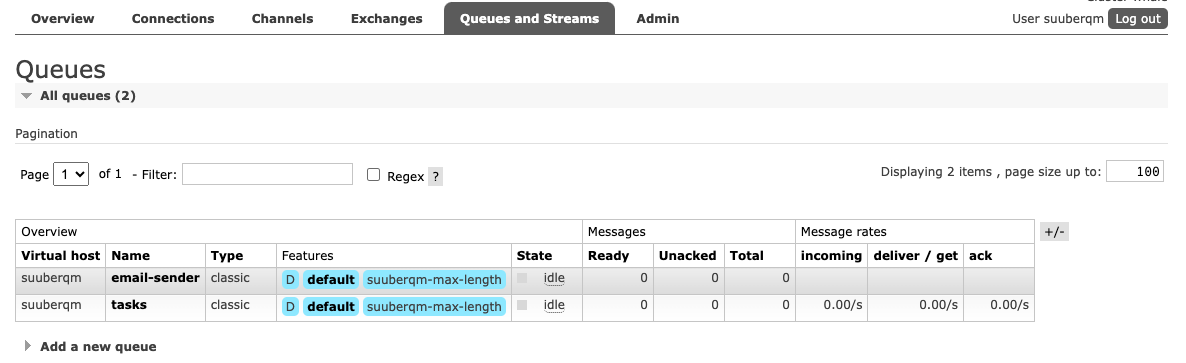 Overview Connections Channels Exchanges Queues and Streams Admin User suuberqm Log out
Queues
All queues (2)
Pagination
Page 1 of 1 - Filter: Regex ? Displaying 2 items , page size up to: 100
Overview Messages Message rates +/-
Virtual host Name Type Features State Ready Unacked Total incoming deliver / get ack
suuberqm email-sender classic D default suuberqm-max-length idle 0 0 0
suuberqm tasks classic D default suuberqm-max-length idle 0 0 0 0.00/s 0.00/s 0.00/s
Add a new queue